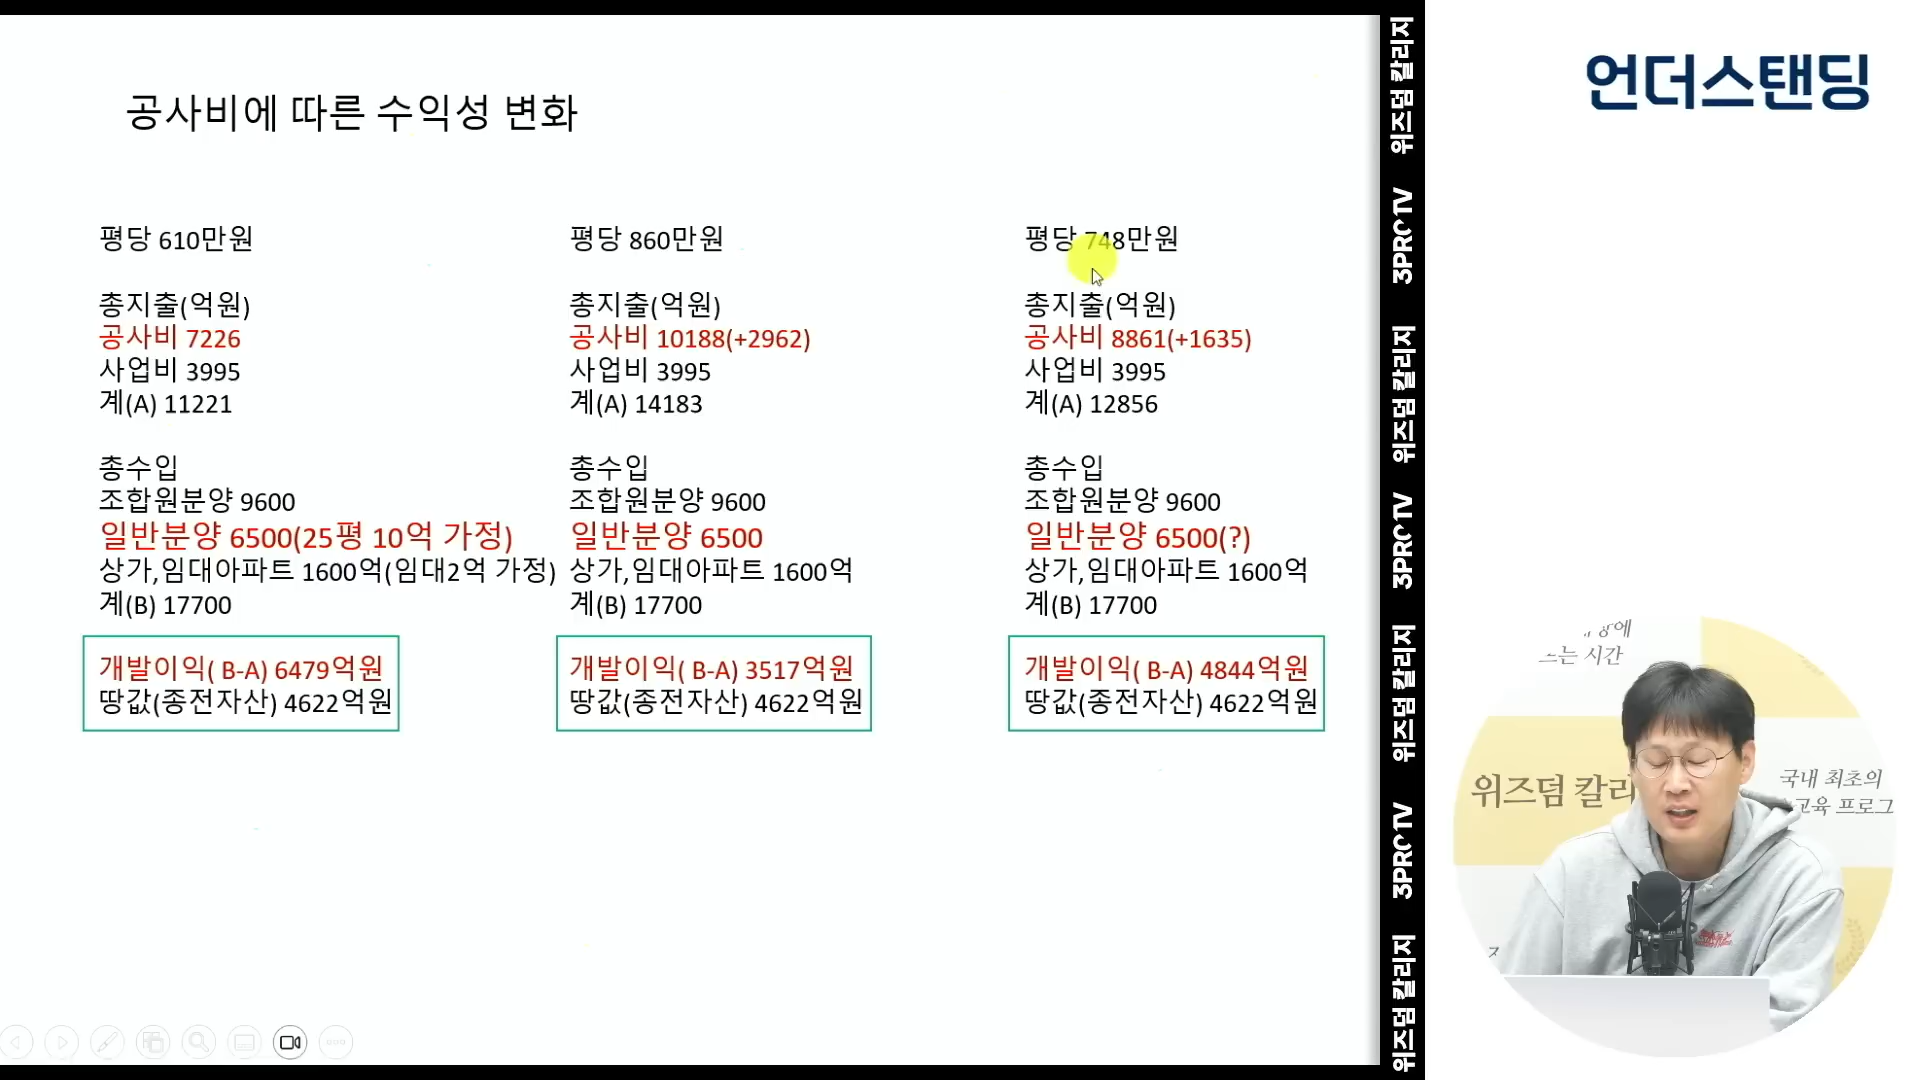 공사비에 따른 수익성 변화
평당 610만원
총지출(억원)
공사비 7226
사업비 3995
계(A) 11221
총수입
조합원분양 9600
일반분양 6500(25평 10억 가정)
상가,임대아파트 1600억(임대2억 가정)
계(B) 17700
개발이익( B-A) 6479억원
땅값(종전자산) 4622억원
평당 860만원
총지출(억원)
공사비 10188(+2962)
사업비 3995
계(A) 14183
총수입
조합원분양 9600
일반분양 6500
상가,임대아파트 1600억
계(B) 17700
개발이익( B-A) 3517억원
땅값(종전자산) 4622억원
평당 748만원
총지출(억원)
공사비 8861(+1635)
사업비 3995
계(A) 12856
총수입
조합원분양 9600
일반분양 6500(?)
상가,임대아파트 1600억
계(B) 17700
개발이익( B-A) 4844억원
땅값(종전자산) 4622억원
위즈덤 칼리지
3PROTV
위즈덤 칼리지
3PROTV
위즈덤 칼리지
3PROTV
위즈덤 칼리지
언더스탠딩
시간
위즈덤 칼리
국내 최초의
교육 프로그